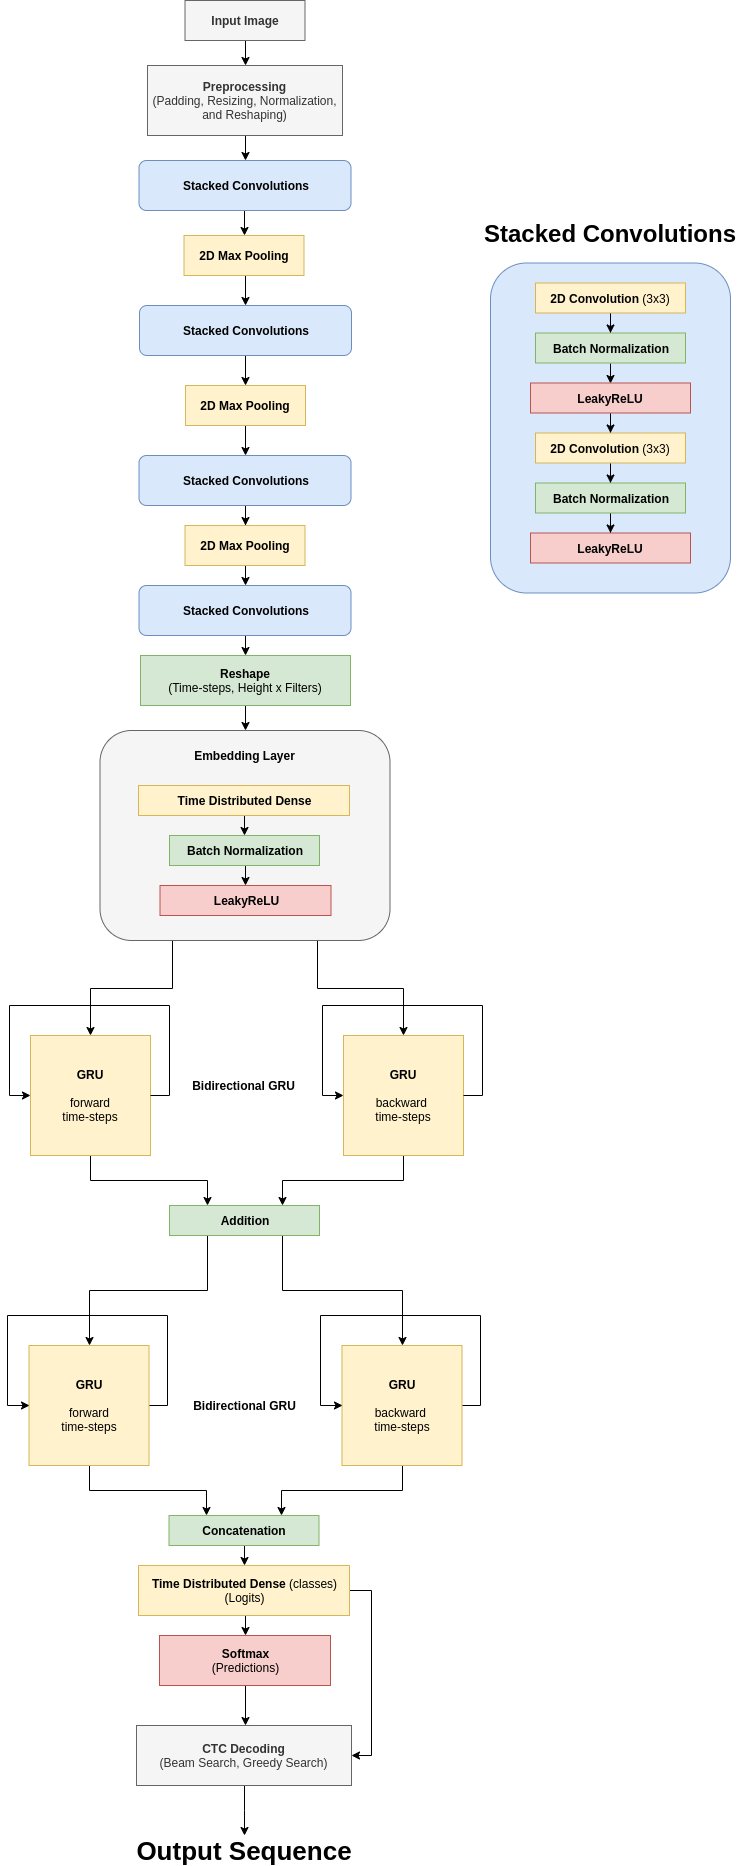 Input Image
Preprocessing
(Padding, Resizing, Normalization,
and Reshaping)
Stacked Convolutions
2D Max Pooling
Stacked Convolutions
2D Max Pooling
Stacked Convolutions
2D Max Pooling
Stacked Convolutions
Reshape
(Time-steps, Height x Filters)
Embedding Layer
Time Distributed Dense
Batch Normalization
LeakyReLU
GRU
forward
time-steps
Bidirectional GRU
GRU
backward
time-steps
Addition
GRU
forward
time-steps
Bidirectional GRU
GRU
backward
time-steps
Concatenation
Time Distributed Dense (classes)
(Logits)
Softmax
(Predictions)
CTC Decoding
(Beam Search, Greedy Search)
Output Sequence
Stacked Convolutions
2D Convolution (3x3)
Batch Normalization
LeakyReLU
2D Convolution (3x3)
Batch Normalization
LeakyReLU